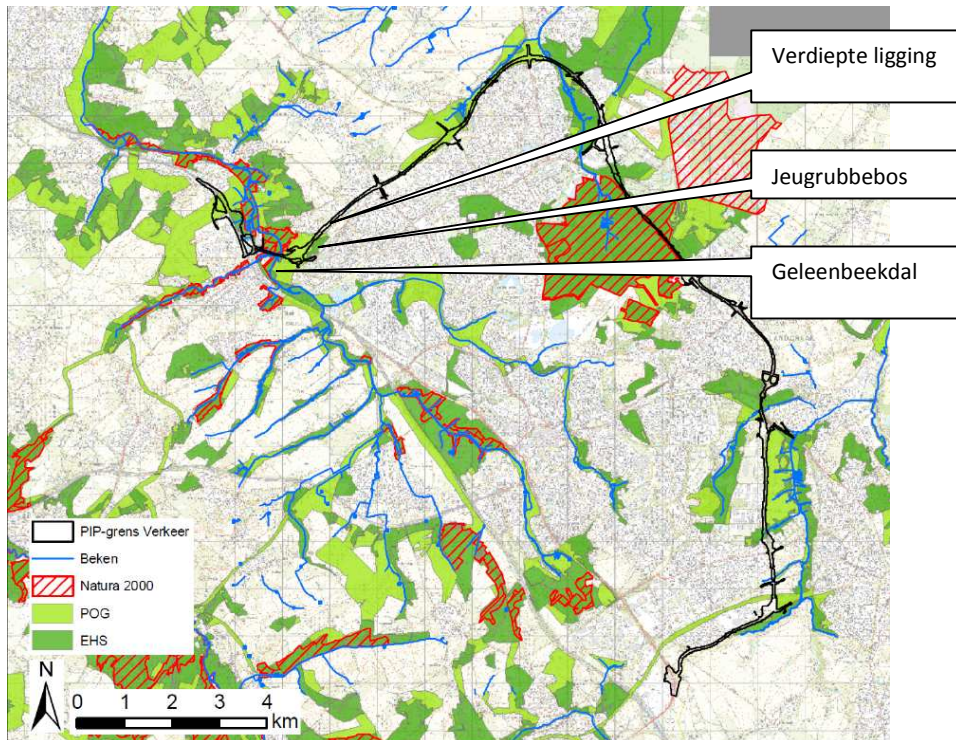 Verdiepte ligging
Jeugrubbebos
Geleenbeekdal
PIP-grens Verkeer
Beken
Natura 2000
POG
EHS
N
0 1 2 3 4
km